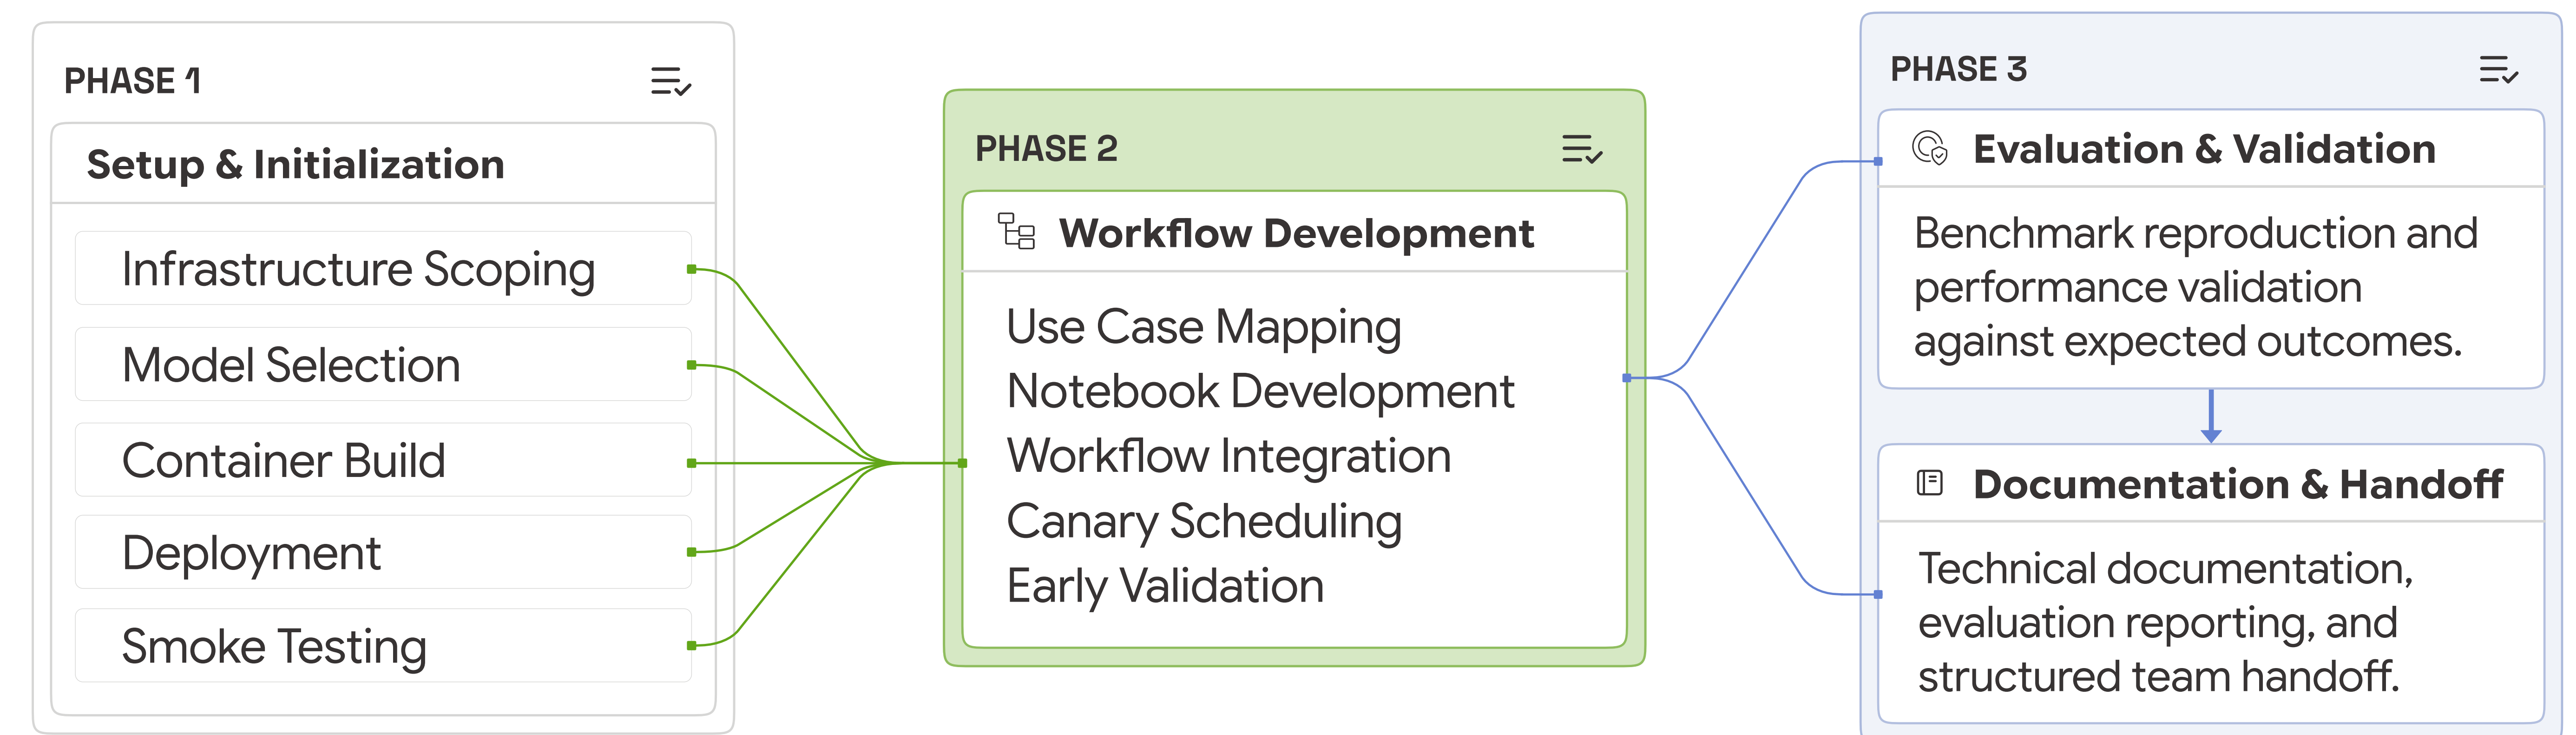 PHASE 1
Setup & Initialization
Infrastructure Scoping
Model Selection
Container Build
Deployment
Smoke Testing
PHASE 2
Workflow Development
Use Case Mapping
Notebook Development
Workflow Integration
Canary Scheduling
Early Validation
PHASE 3
Evaluation & Validation
Benchmark reproduction and
performance validation
against expected outcomes.
Documentation & Handoff
Technical documentation,
evaluation reporting, and
structured team handoff.